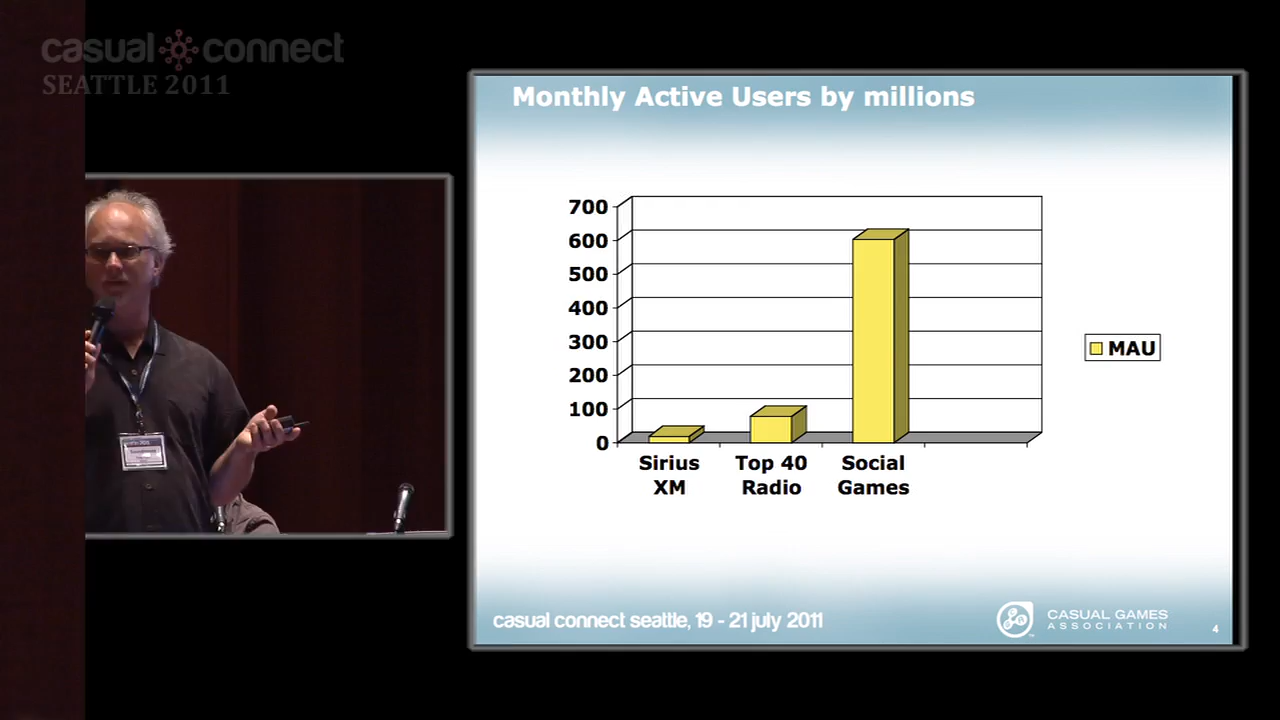 casual connect
SEATTLE 2011
Monthly Active Users by millions
700
600
500
400
300
200
100
0
Sirius XM
Top 40 Radio
Social Games
MAU
casual connect seattle, 19 - 21 july 2011
CASUAL GAMES
ASSOCIATION
4